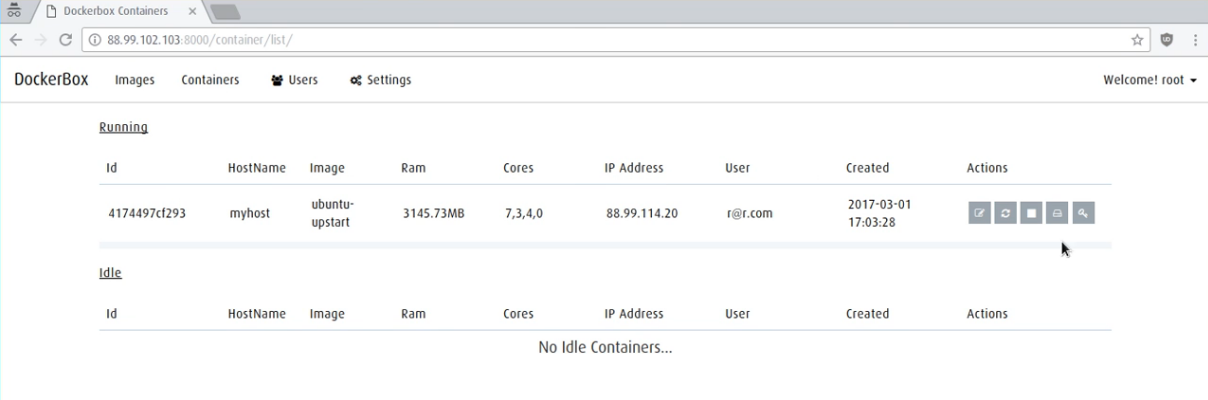 Dockerbox Containers
88.99.102.103:8000/container/list/
DockerBox Images Containers Users Settings Welcome! root
Running
Id HostName Image Ram Cores IP Address User Created Actions
4174497cf293 myhost ubuntu-upstart 3145.73MB 7,3,4,0 88.99.114.20 r@r.com 2017-03-01 17:03:28
Idle
Id HostName Image Ram Cores IP Address User Created Actions
No Idle Containers...